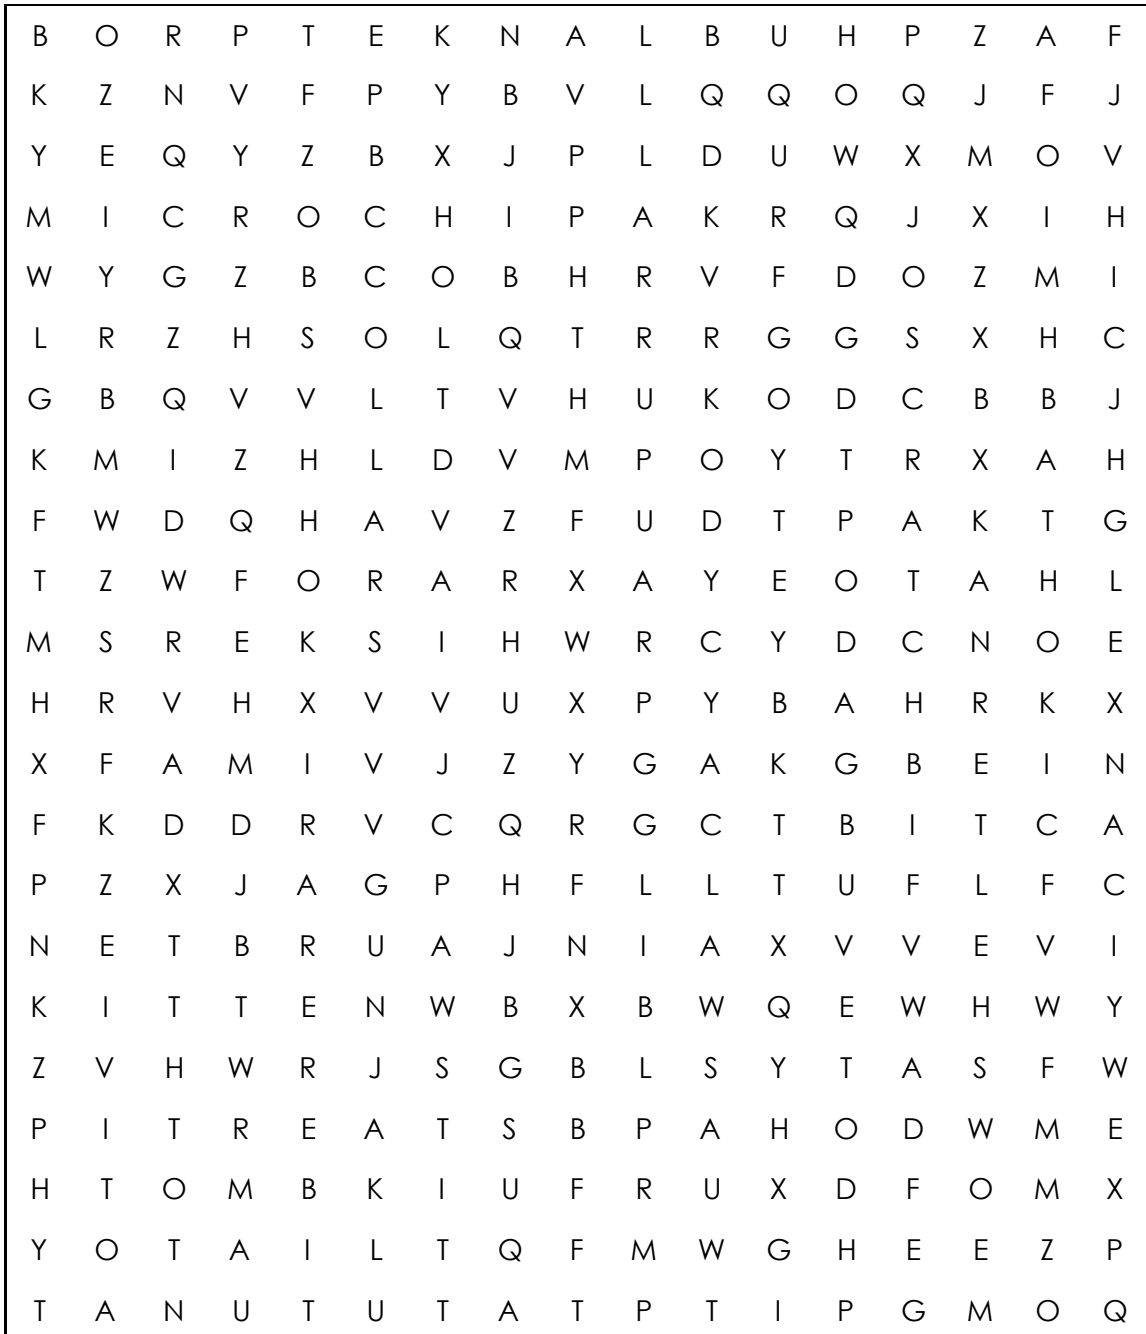 B O R P T E K N A L B U H P Z A F
K Z N V F P Y B V L Q Q O Q J F J
Y E Q Y Z B X J P L D U W X M O V
M I C R O C H I P A K R Q J X I H
W Y G Z B C O B H R V F D O Z M I
L R Z H S O L Q T R R G G S X H C
G B Q V V L T V H U K O D C B B J
K M I Z H L D V M P O Y T R X A H
F W D Q H A V Z F U D T P A K T G
T Z W F O R A R X A Y E O T A H L
M S R E K S I H W R C Y D C N O E
H R V H X V V U X P Y B A H R K X
X F A M I V J Z Y G A K G B E I N
F K D D R V C Q R G C T B I T C A
P Z X J A G P H F L L T U F L F C
N E T B R U A J N I A X V V E V I
K I T T E N W B X B W Q E W H W Y
Z V H W R J S G B L S Y T A S F W
P I T R E A T S B P A H O D W M E
H T O M B K I U F R U X D F O M X
Y O T A I L T Q F M W G H E E Z P
T A N U T U T A T P T I P G M O Q